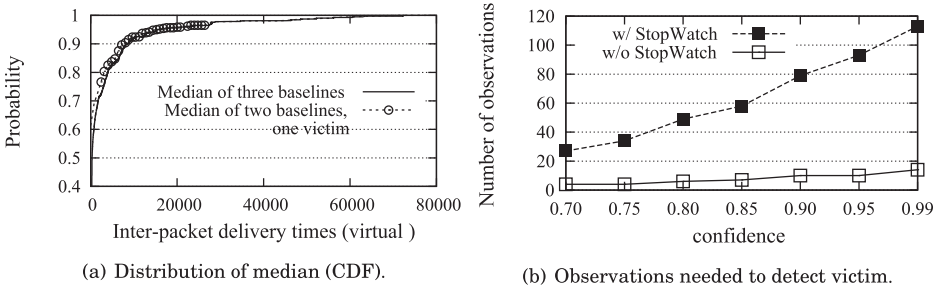 Probability
1
0.9
0.8
0.7
0.6
0.5
0.4
Median of three baselines
Median of two baselines,
one victim
0
20000
40000
60000
80000
Inter-packet delivery times (virtual )
(a) Distribution of median (CDF).
Number of observations
120
100
80
60
40
20
0
w/ StopWatch
w/o StopWatch
0.70
0.75
0.80
0.85
0.90
0.95
0.99
confidence
(b) Observations needed to detect victim.